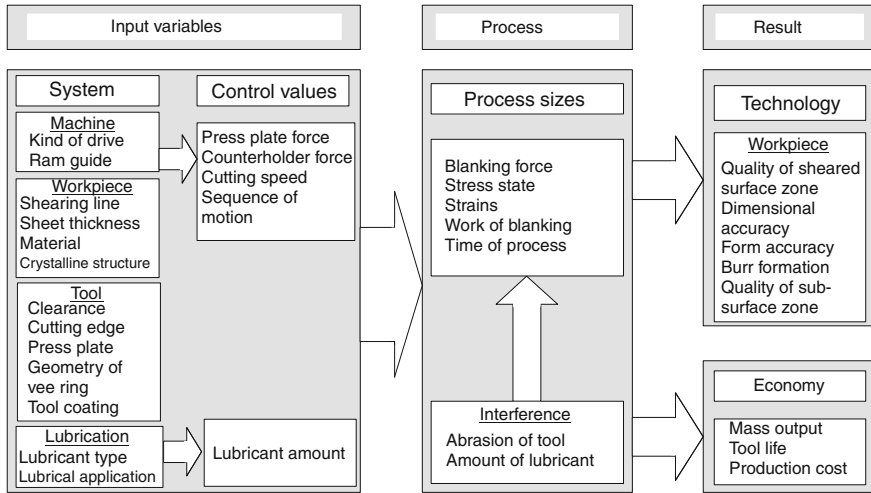 Input variables
Process
Result
System
Control values
Machine
Kind of drive
Ram guide
Press plate force
Counterholder force
Cutting speed
Sequence of
motion
Workpiece
Shearing line
Sheet thickness
Material
Crystalline structure
Tool
Clearance
Cutting edge
Press plate
Geometry of
vee ring
Tool coating
Lubrication
Lubricant type
Lubrical application
Lubricant amount
Process sizes
Blanking force
Stress state
Strains
Work of blanking
Time of process
Interference
Abrasion of tool
Amount of lubricant
Technology
Workpiece
Quality of sheared
surface zone
Dimensional
accuracy
Form accuracy
Burr formation
Quality of sub-
surface zone
Economy
Mass output
Tool life
Production cost